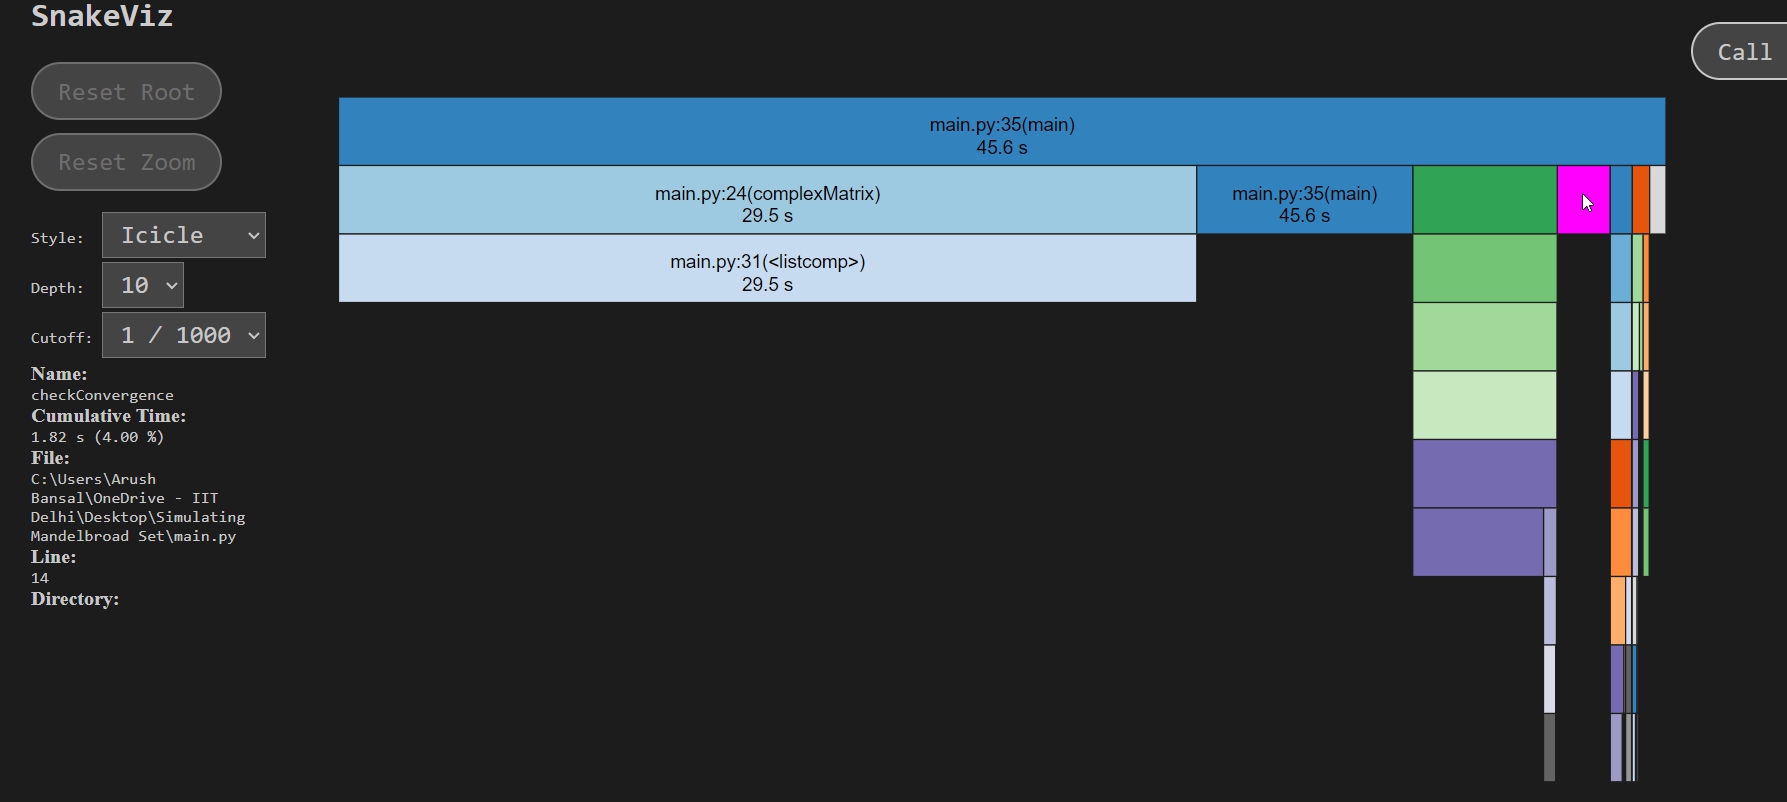 SnakeViz
Call
Reset Root
Reset Zoom
Style: Icicle
Depth: 10
Cutoff: 1 / 1000
Name:
checkConvergence
Cumulative Time:
1.82 s (4.00 %)
File:
C:\Users\Arush
Bansal\OneDrive - IIT
Delhi\Desktop\Simulating
Mandelbroad Set\main.py
Line:
14
Directory:
main.py:35(main)
45.6 s
main.py:24(complexMatrix)
29.5 s
main.py:35(main)
45.6 s
main.py:31(<listcomp>)
29.5 s